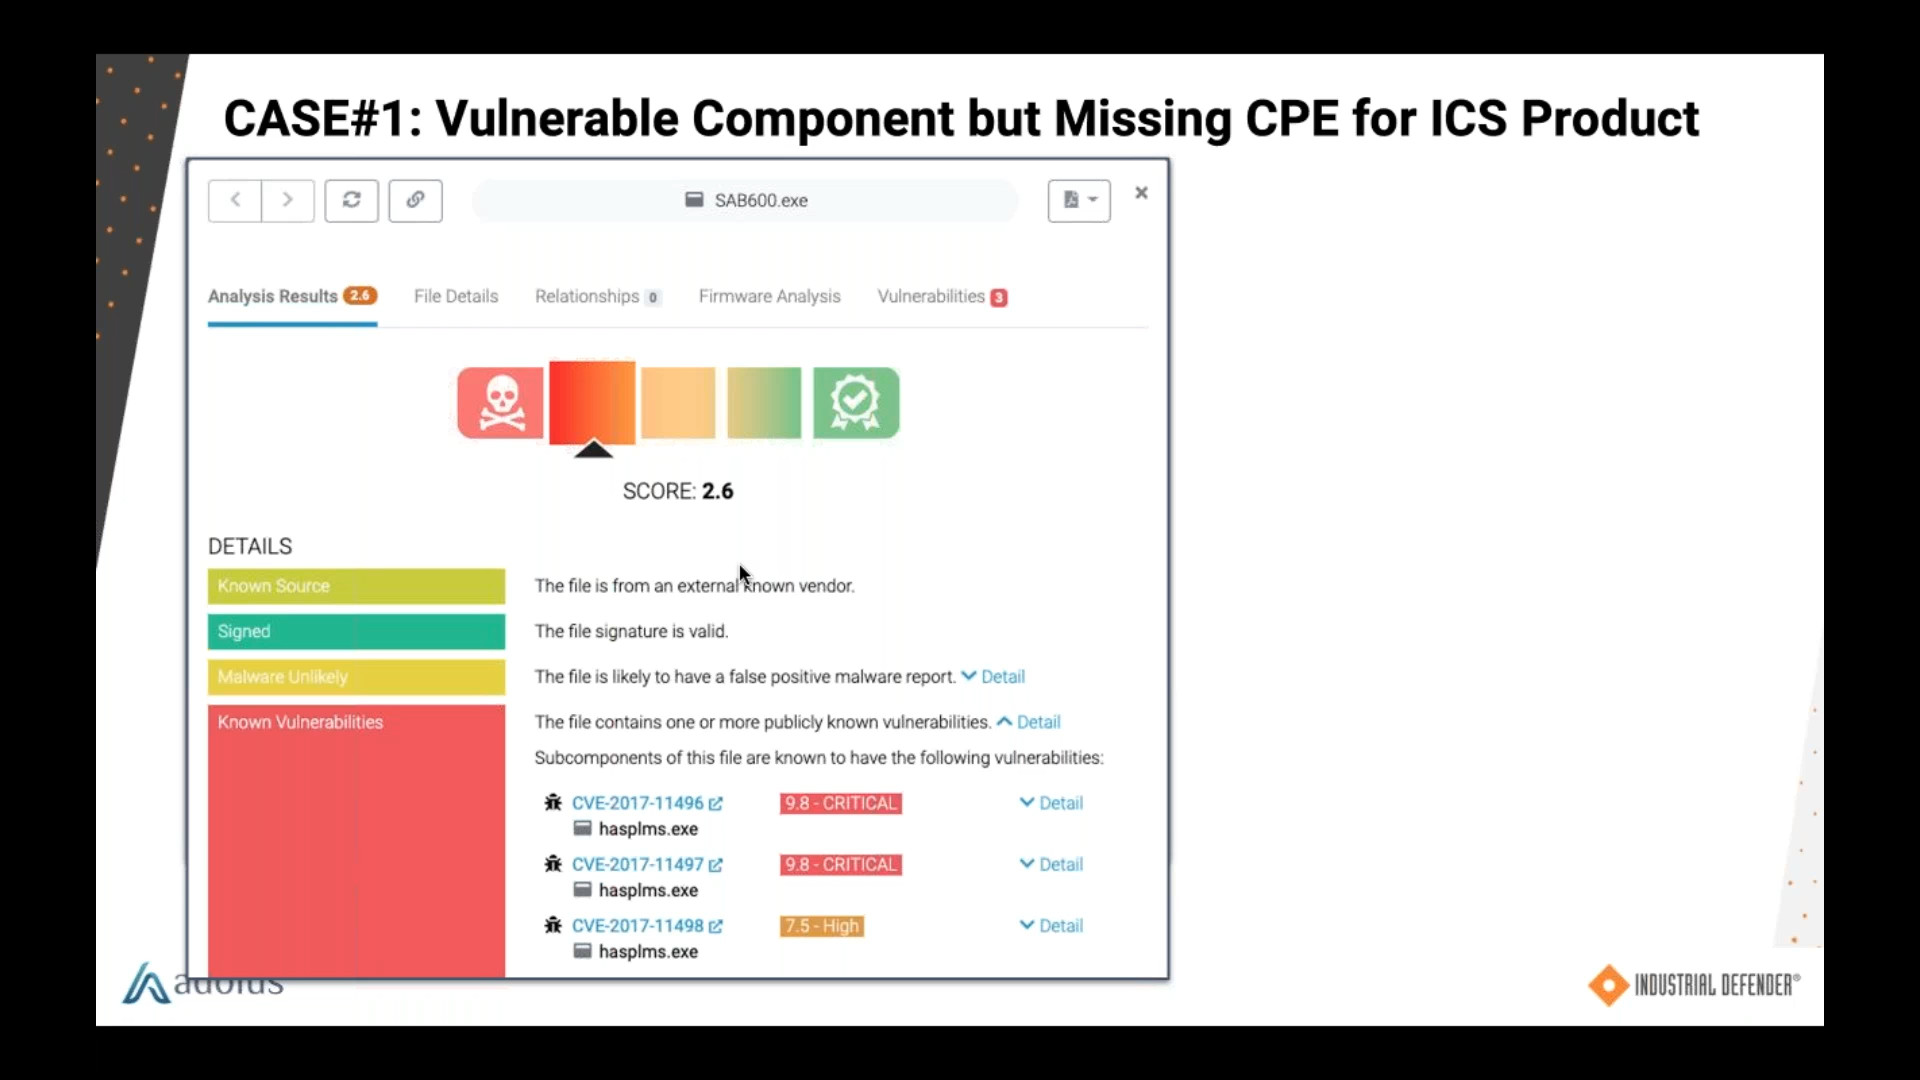 CASE#1: Vulnerable Component but Missing CPE for ICS Product
SAB600.exe
Analysis Results 2.6 File Details Relationships 0 Firmware Analysis Vulnerabilities 3
SCORE: 2.6
DETAILS
Known Source The file is from an external known vendor.
Signed The file signature is valid.
Malware Unlikely The file is likely to have a false positive malware report. Detail
Known Vulnerabilities The file contains one or more publicly known vulnerabilities. Detail
Subcomponents of this file are known to have the following vulnerabilities:
CVE-2017-11496 9.8 - CRITICAL Detail
hasplms.exe
CVE-2017-11497 9.8 - CRITICAL Detail
hasplms.exe
CVE-2017-11498 7.5 - High Detail
hasplms.exe
adolus
INDUSTRIAL DEFENDER®